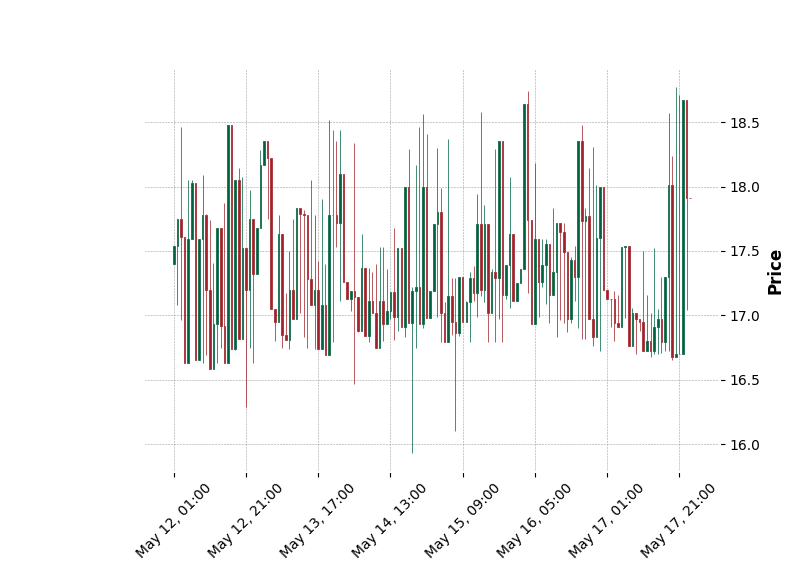 18.5
18.0
17.5
17.0
16.5
16.0
Price
May 12, 01:00
May 12, 21:00
May 13, 17:00
May 14, 13:00
May 15, 09:00
May 16, 05:00
May 17, 01:00
May 17, 21:00